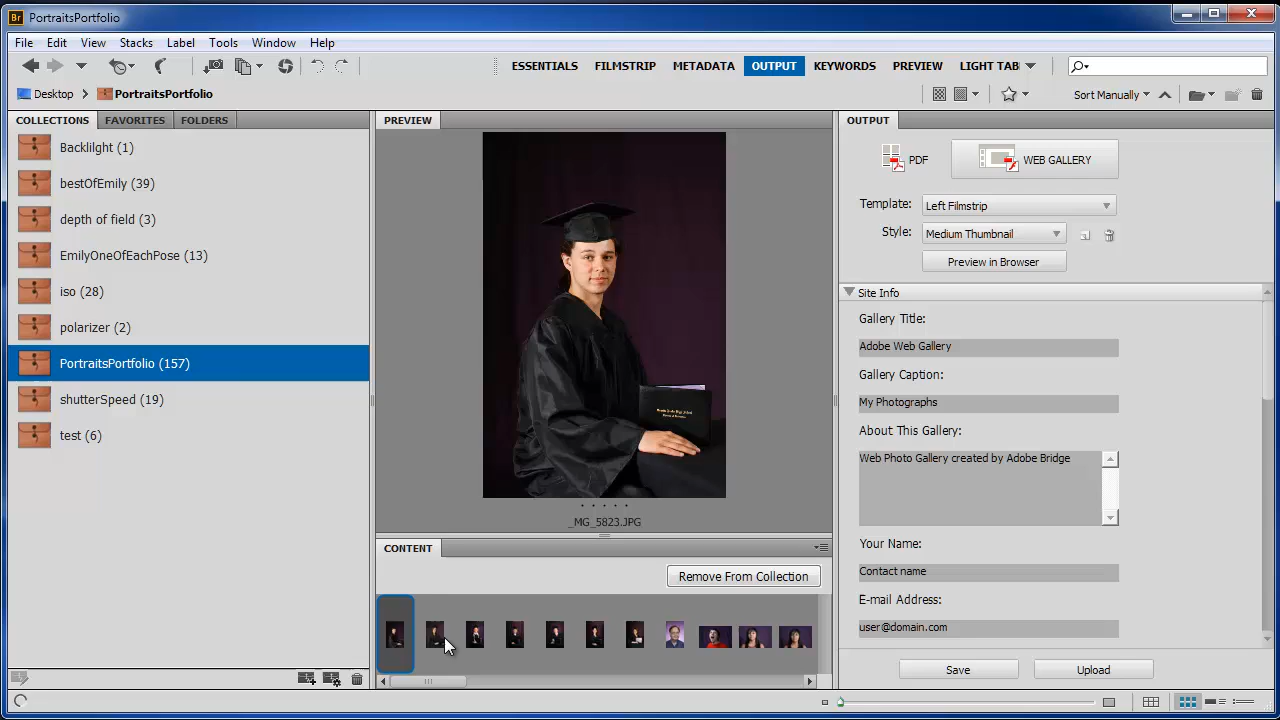 Br PortraitsPortfolio
File Edit View Stacks Label Tools Window Help
ESSENTIALS FILMSTRIP METADATA OUTPUT KEYWORDS PREVIEW LIGHT TAB
Desktop PortraitsPortfolio Sort Manually
COLLECTIONS FAVORITES FOLDERS
Backlilght (1)
bestOfEmily (39)
depth of field (3)
EmilyOneOfEachPose (13)
iso (28)
polarizer (2)
PortraitsPortfolio (157)
shutterSpeed (19)
test (6)
PREVIEW
_MG_5823.JPG
CONTENT
Remove From Collection
OUTPUT
PDF WEB GALLERY
Template: Left Filmstrip
Style: Medium Thumbnail
Preview in Browser
Site Info
Gallery Title:
Adobe Web Gallery
Gallery Caption:
My Photographs
About This Gallery:
Web Photo Gallery created by Adobe Bridge
Your Name:
Contact name
E-mail Address:
user@domain.com
Save Upload